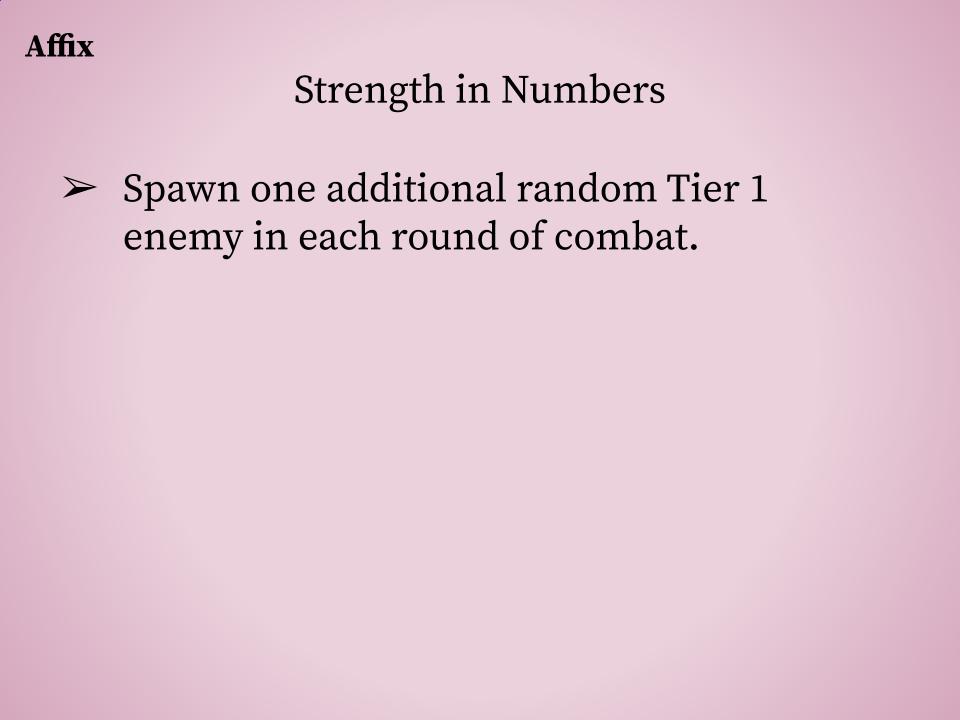 Affix
Strength in Numbers
➢ Spawn one additional random Tier 1
enemy in each round of combat.